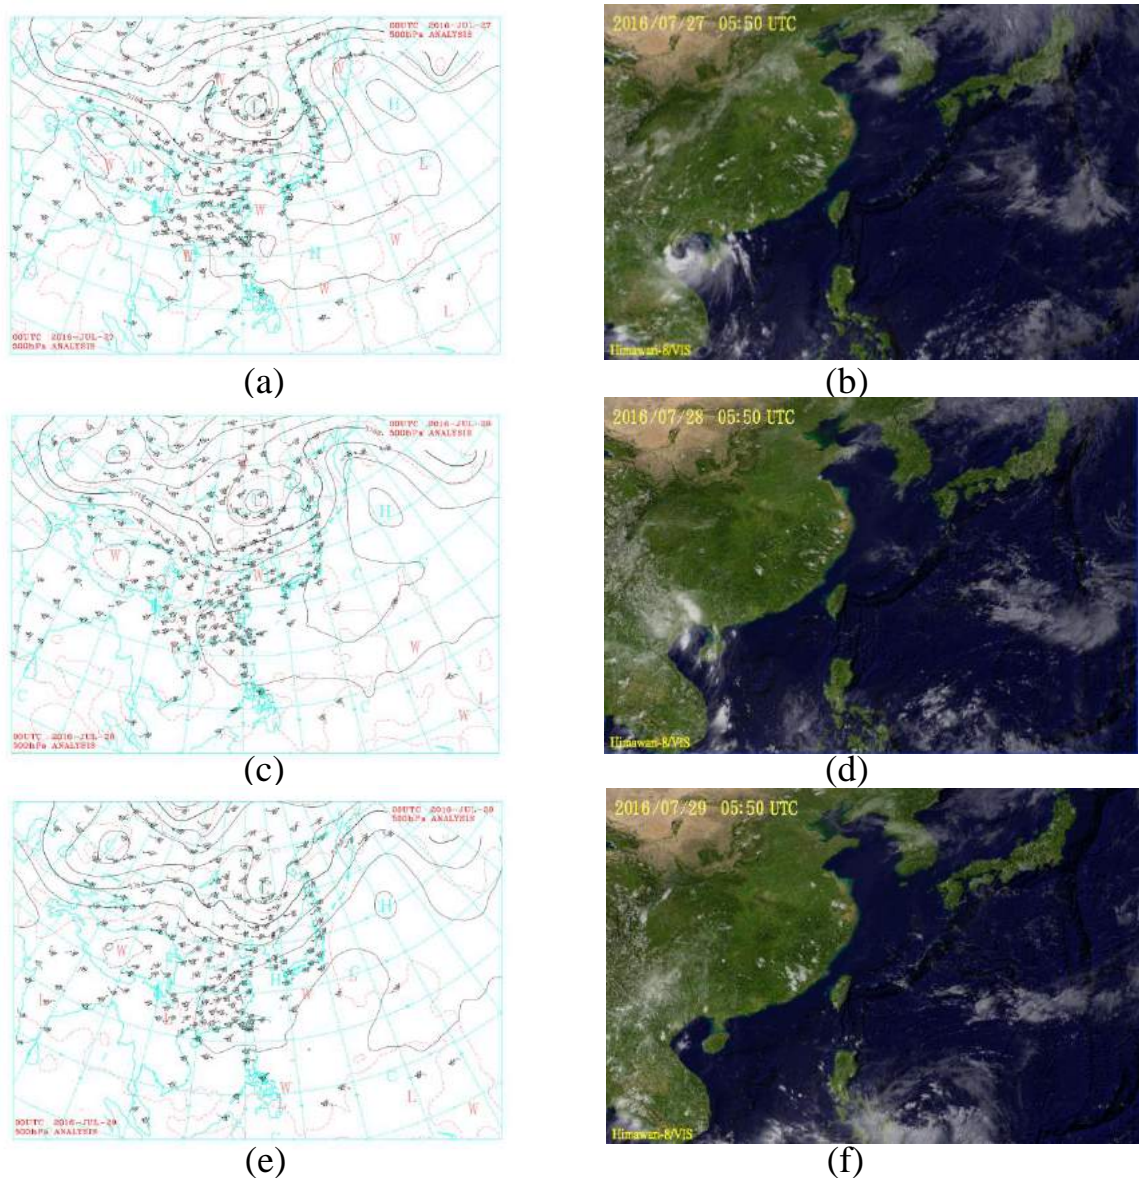 00UTC 2016-JUL-27
500hPa ANALYSIS
H
L
W
00UTC 2016-JUL-27
500hPa ANALYSIS
(a)
2016/07/27 05:50 UTC
Himawari-8/VIS
(b)
00UTC 2016-JUL-28
500hPa ANALYSIS
H
W
L
00UTC 2016-JUL-28
500hPa ANALYSIS
(c)
2016/07/28 05:50 UTC
Himawari-8/VIS
(d)
00UTC 2016-JUL-29
500hPa ANALYSIS
L
H
W
00UTC 2016-JUL-29
500hPa ANALYSIS
(e)
2016/07/29 05:50 UTC
Himawari-8/VIS
(f)